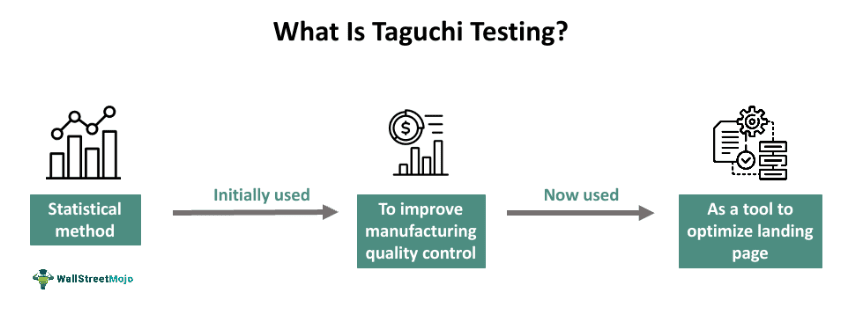 What Is Taguchi Testing?
Statistical
method
Initially used
To improve
manufacturing
quality control
Now used
As a tool to
optimize landing
page
WallStreetMojo